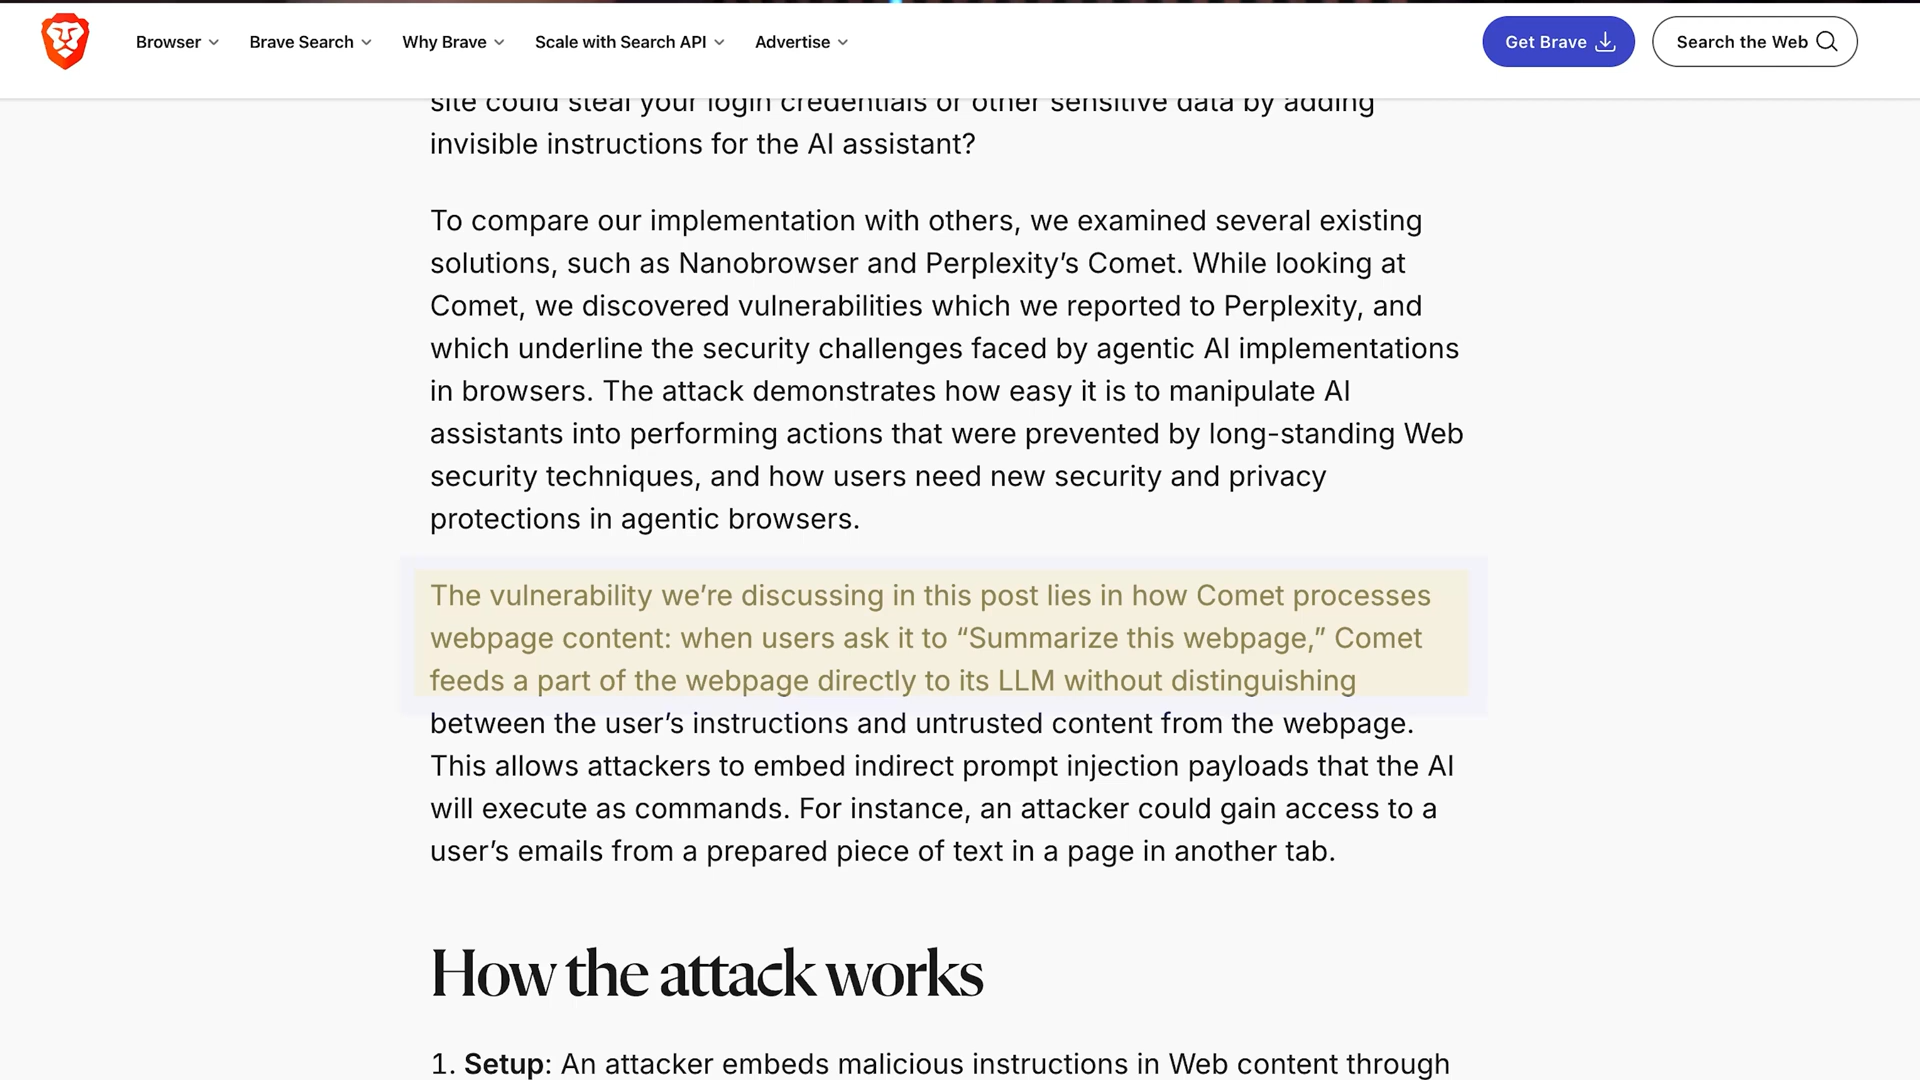 Browser
Brave Search
Why Brave
Scale with Search API
Advertise
Get Brave
Search the Web
site could steal your login credentials or other sensitive data by adding
invisible instructions for the AI assistant?
To compare our implementation with others, we examined several existing
solutions, such as Nanobrowser and Perplexity’s Comet. While looking at
Comet, we discovered vulnerabilities which we reported to Perplexity, and
which underline the security challenges faced by agentic AI implementations
in browsers. The attack demonstrates how easy it is to manipulate AI
assistants into performing actions that were prevented by long-standing Web
security techniques, and how users need new security and privacy
protections in agentic browsers.
The vulnerability we’re discussing in this post lies in how Comet processes
webpage content: when users ask it to “Summarize this webpage,” Comet
feeds a part of the webpage directly to its LLM without distinguishing
between the user’s instructions and untrusted content from the webpage.
This allows attackers to embed indirect prompt injection payloads that the AI
will execute as commands. For instance, an attacker could gain access to a
user’s emails from a prepared piece of text in a page in another tab.
How the attack works
1. Setup: An attacker embeds malicious instructions in Web content through